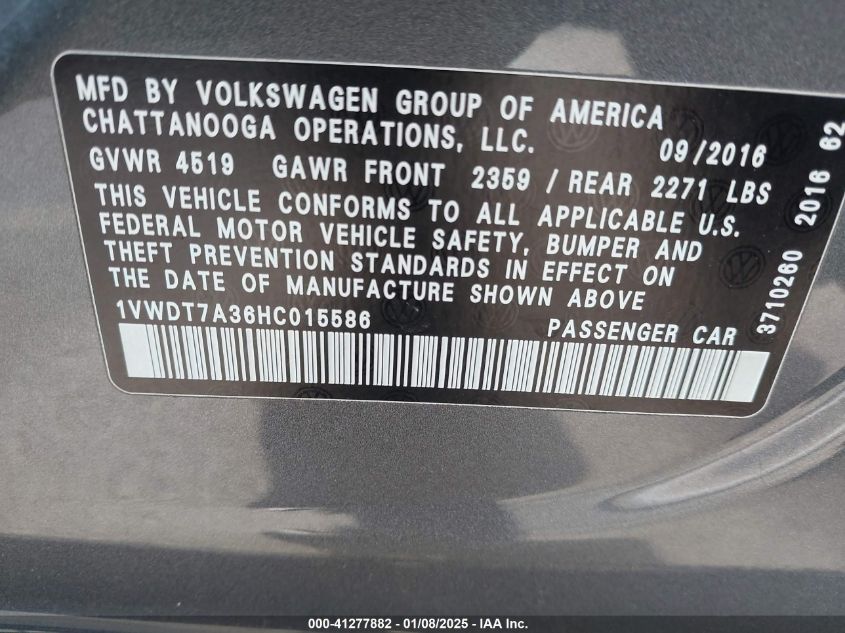 MFD BY VOLKSWAGEN GROUP OF AMERICA
CHATTANOOGA OPERATIONS, LLC.
09/2016
GVWR 4519 GAWR FRONT 2359 / REAR 2271 LBS
THIS VEHICLE CONFORMS TO ALL APPLICABLE U.S.
FEDERAL MOTOR VEHICLE SAFETY, BUMPER AND
THEFT PREVENTION STANDARDS IN EFFECT ON
THE DATE OF MANUFACTURE SHOWN ABOVE
1VWDT7A36HC015586 PASSENGER CAR
3710260 2016 62
000-41277882 - 01/08/2025 - IAA Inc.